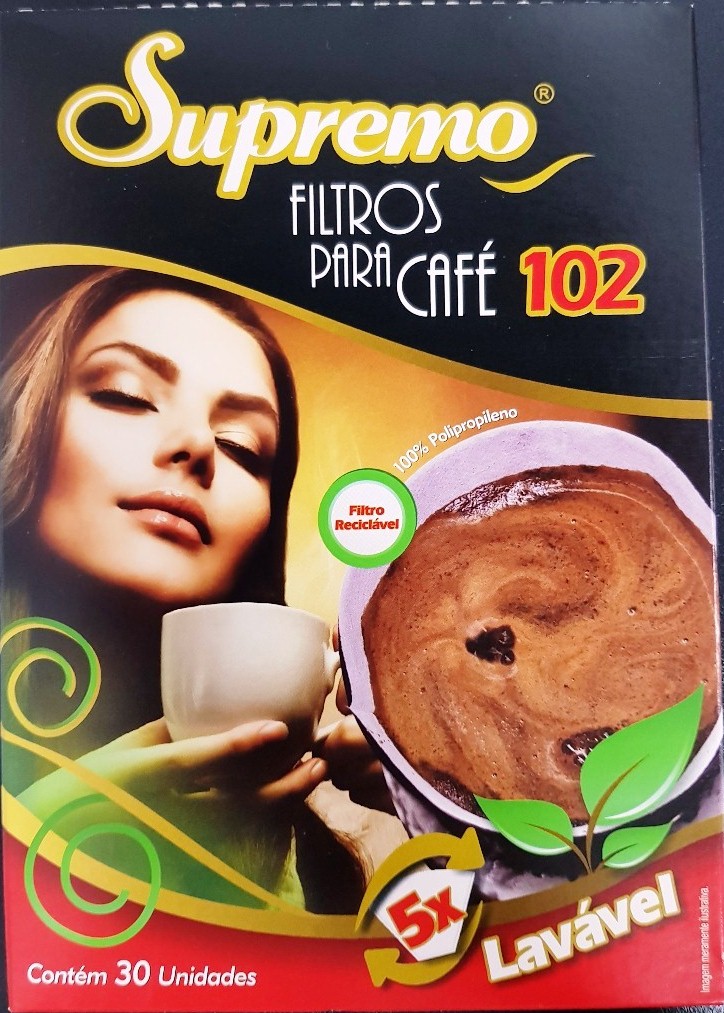 Supremo®
FILTROS
PARA CAFÉ 102
100% Polipropileno
Filtro
Reciclável
5x
Lavável
Contém 30 Unidades
Imagem meramente ilustrativa.